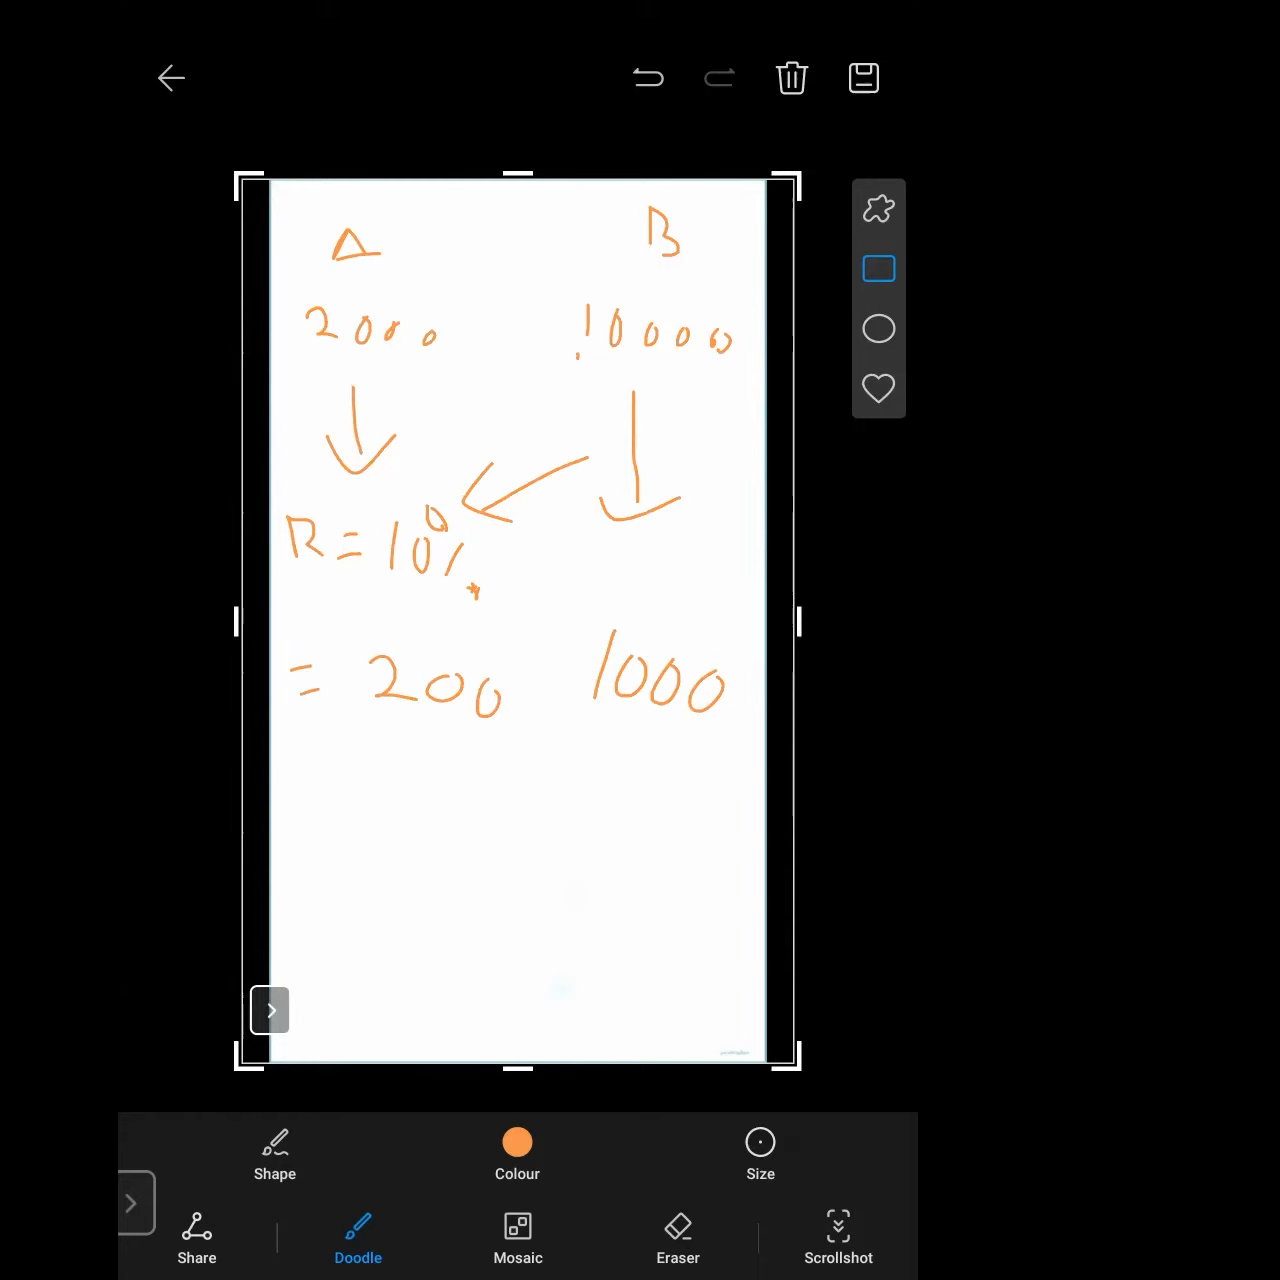 A B
2000 10000
R = 10%
= 200 1000
Shape Colour Size
Share Doodle Mosaic Eraser Scrollshot